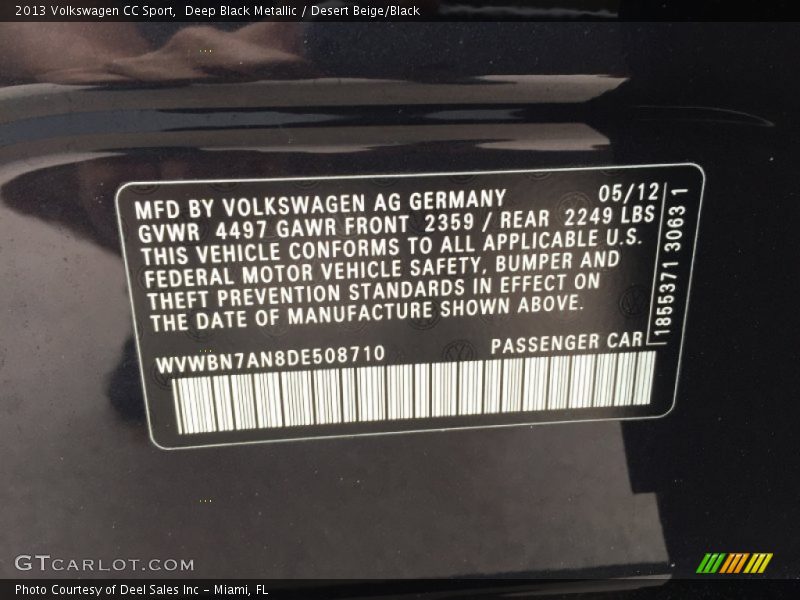 2013 Volkswagen CC Sport,  Deep Black Metallic / Desert Beige/Black
MFD BY VOLKSWAGEN AG GERMANY 05/12
GVWR 4497 GAWR FRONT 2359 / REAR 2249 LBS
THIS VEHICLE CONFORMS TO ALL APPLICABLE U.S.
FEDERAL MOTOR VEHICLE SAFETY, BUMPER AND
THEFT PREVENTION STANDARDS IN EFFECT ON
THE DATE OF MANUFACTURE SHOWN ABOVE.
1855371 3063 1
WVWBN7AN8DE508710 PASSENGER CAR
GTCARLOT.COM
Photo Courtesy of Deel Sales Inc – Miami, FL